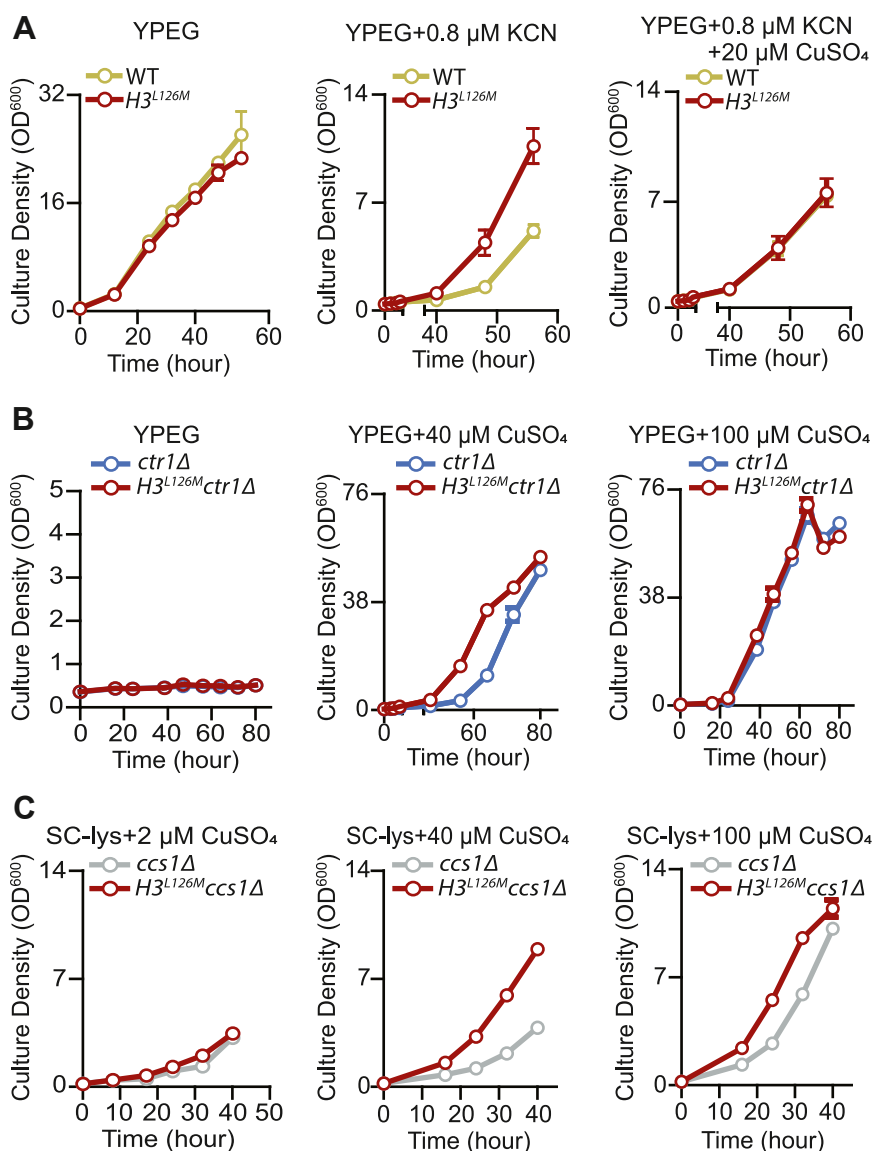 A
YPEG
WT
H3L126M
Culture Density (OD600)
32
16
0
0 20 40 60
Time (hour)
YPEG+0.8 µM KCN
WT
H3L126M
Culture Density (OD600)
14
7
0
0 40 50 60
Time (hour)
YPEG+0.8 µM KCN
+20 µM CuSO₄
WT
H3L126M
Culture Density (OD600)
14
7
0
0 40 50 60
Time (hour)
B
YPEG
ctr1Δ
H3L126Mctr1Δ
Culture Density (OD600)
5
4
3
2
1
0
0 20 40 60 80
Time (hour)
YPEG+40 µM CuSO₄
ctr1Δ
H3L126Mctr1Δ
Culture Density (OD600)
76
38
0
0 60 80
Time (hour)
YPEG+100 µM CuSO₄
ctr1Δ
H3L126Mctr1Δ
Culture Density (OD600)
76
38
0
0 20 40 60 80
Time (hour)
C
SC-lys+2 µM CuSO₄
ccs1Δ
H3L126Mccs1Δ
Culture Density (OD600)
14
7
0
0 10 20 30 40 50
Time (hour)
SC-lys+40 µM CuSO₄
ccs1Δ
H3L126Mccs1Δ
Culture Density (OD600)
14
7
0
0 10 20 30 40
Time (hour)
SC-lys+100 µM CuSO₄
ccs1Δ
H3L126Mccs1Δ
Culture Density (OD600)
14
7
0
0 10 20 30 40
Time (hour)